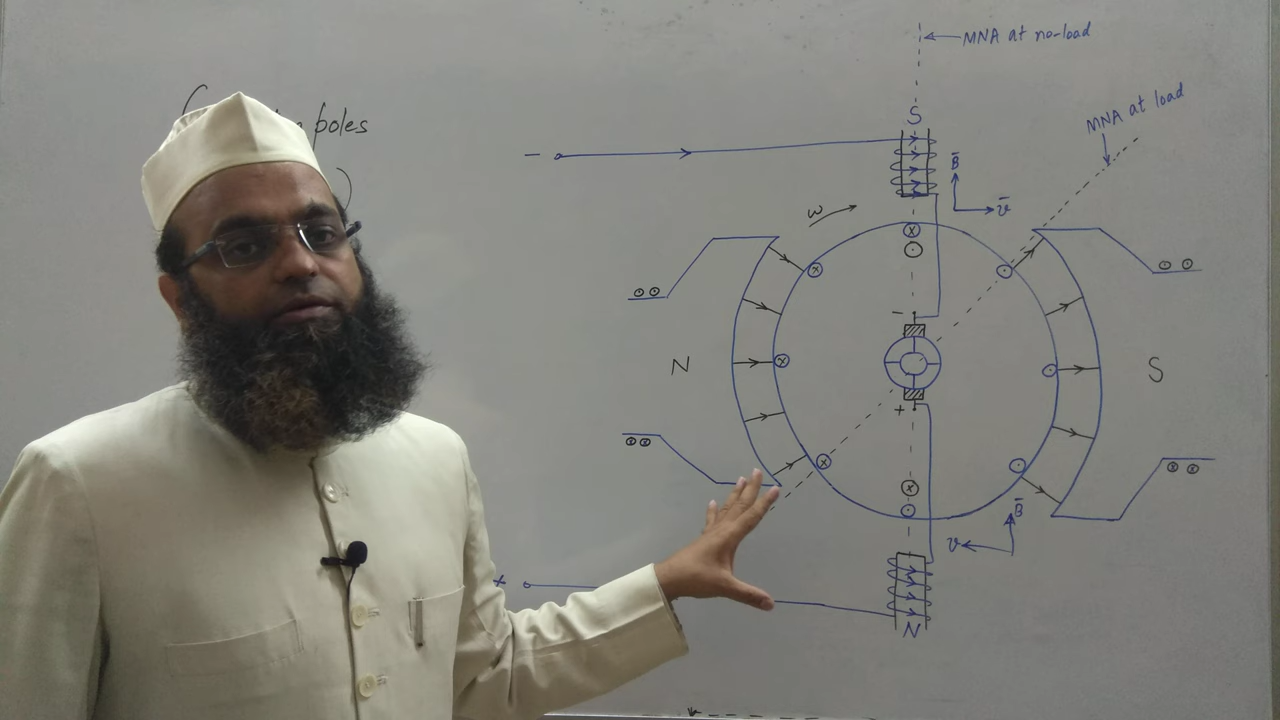 poles
)
MNA at no-load
MNA at load
S
-
B̅
v̅
ω
-
N
S
+
B̅
v
+
N